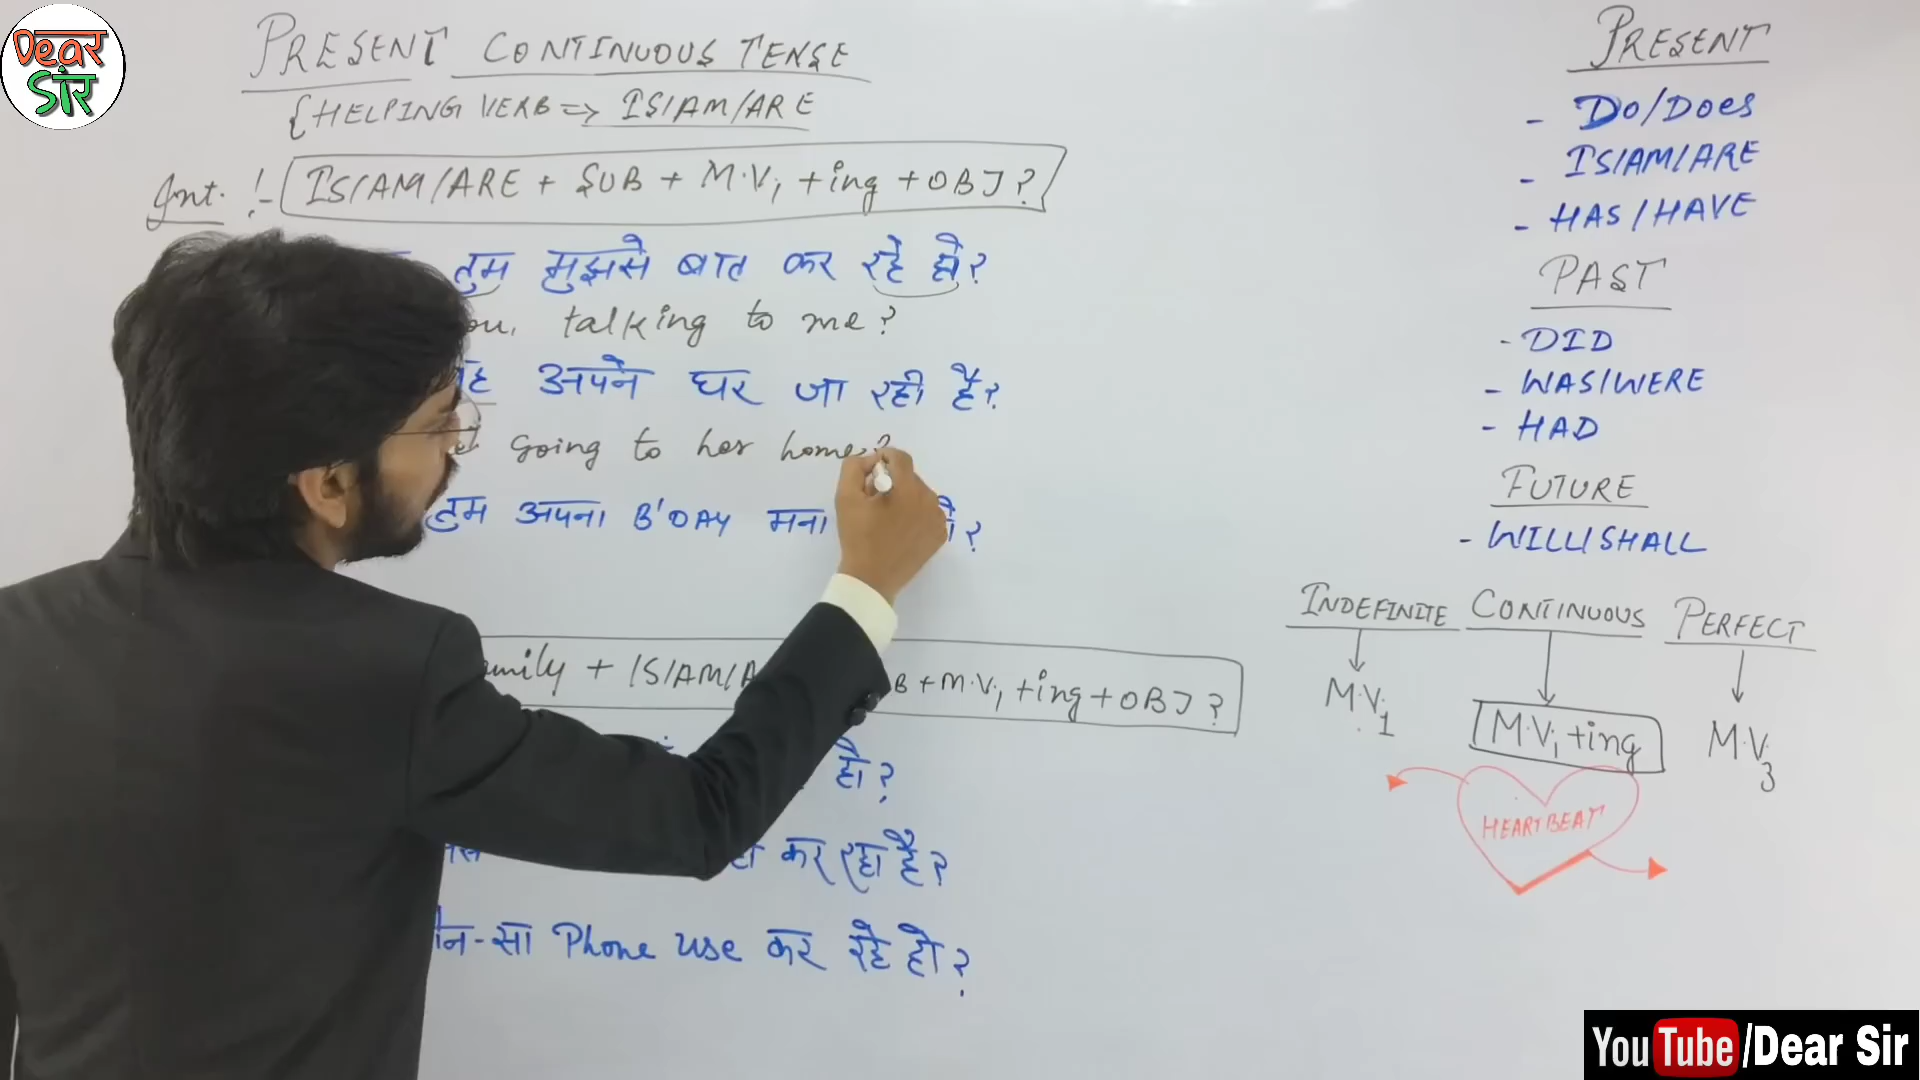 Dear
सर
PRESENT CONTINUOUS TENSE
{HELPING VERB => IS/AM/ARE
Int. :- IS/AM/ARE + SUB + M.V₁ + ing + OBJ ?
तुम मुझसे बात कर रहे हो?
talking to me?
अपने घर जा रही है?
going to her home?
तुम अपना B'DAY मना
+ IS/AM/A B + M.V₁ + ing + OBJ ?
हो?
कर रहा है?
-सा Phone use कर रहे हो?
PRESENT
- DO/DOES
- IS/AM/ARE
- HAS/HAVE
PAST
- DID
- WAS/WERE
- HAD
FUTURE
- WILL/SHALL
INDEFINITE CONTINUOUS PERFECT
M.V₁ M.V₁ + ing M.V₃
HEARTBEAT
YouTube/Dear Sir